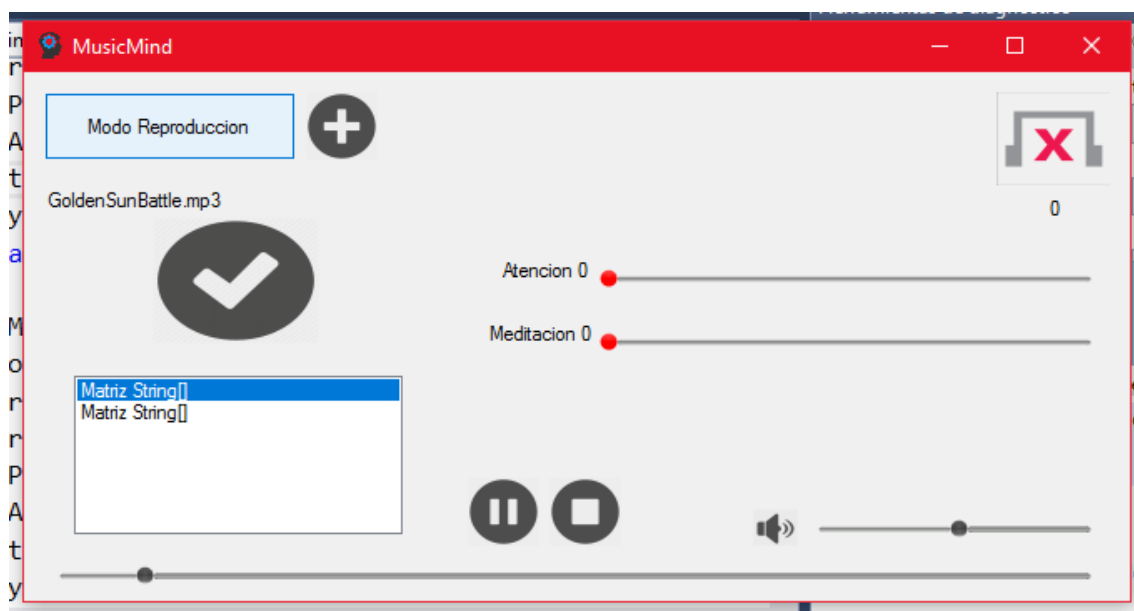 MusicMind
Modo Reproduccion
GoldenSunBattle.mp3
0
Atencion 0
Meditacion 0
Matriz String[]
Matriz String[]